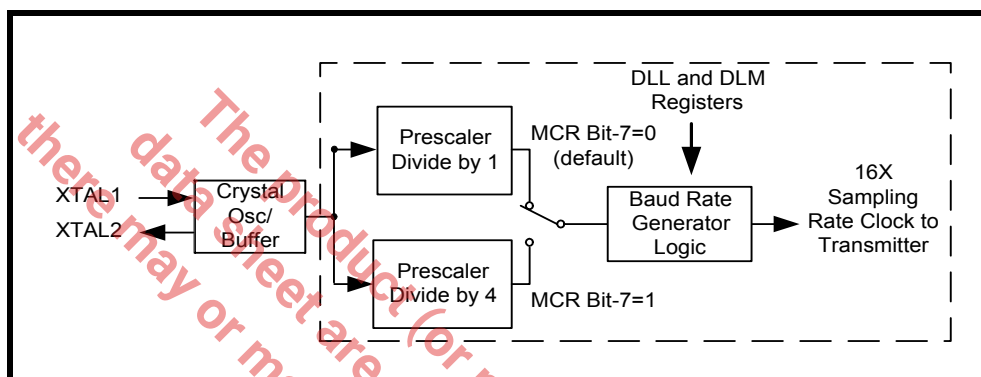 DLL and DLM
Registers
Prescaler
Divide by 1
MCR Bit-7=0
(default)
XTAL1
XTAL2
Crystal
Osc/
Buffer
Baud Rate
Generator
Logic
16X
Sampling
Rate Clock to
Transmitter
Prescaler
Divide by 4
MCR Bit-7=1
The product (or
data sheet are
there may or m